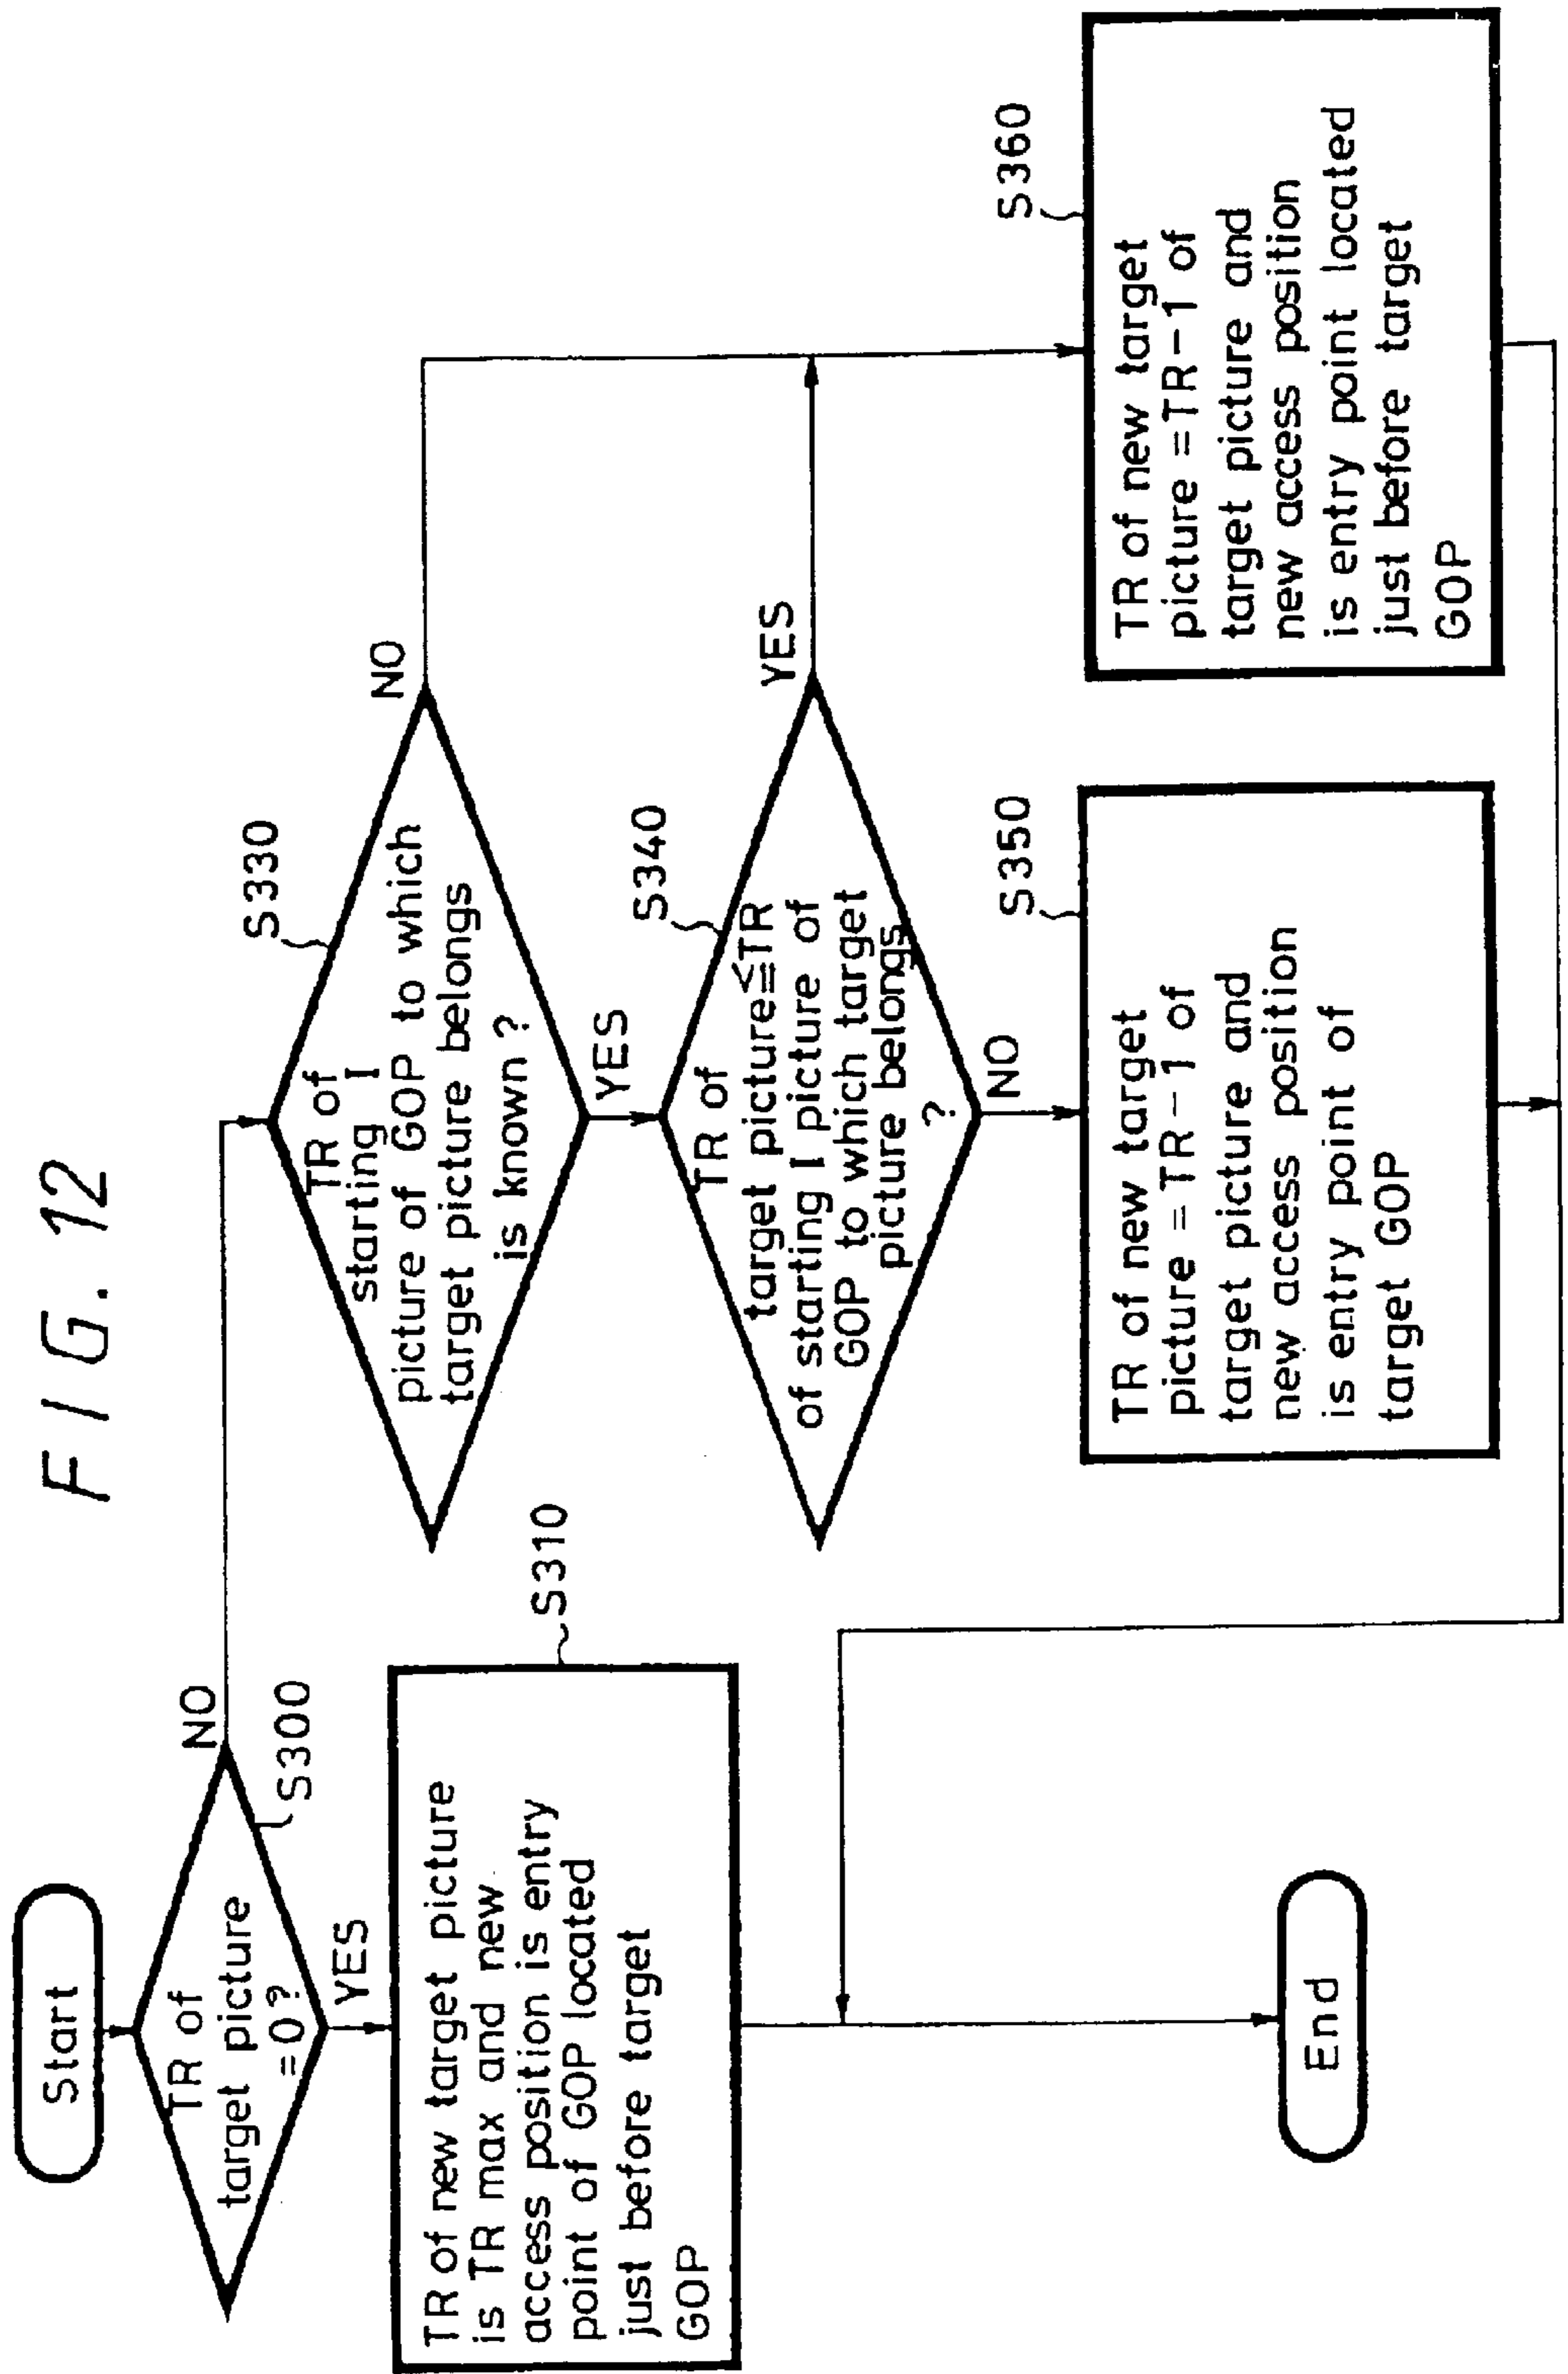 FIG. 12
Start
TR of
target picture
=0?
NO
S300
YES
TR of new target picture
is TR max and new
access position is entry
point of GOP located
just before target
GOP
S310
S330
TR of
starting I
picture of GOP to which
target picture belongs
is known?
NO
YES
S340
TR of
target picture≦TR
of starting I picture of
GOP to which target
picture belongs
?
YES
NO
S350
TR of new target
picture = TR-1 of
target picture and
new access position
is entry point of
target GOP
S360
TR of new target
picture =TR-1 of
target picture and
new access position
is entry point located
just before target
GOP
End